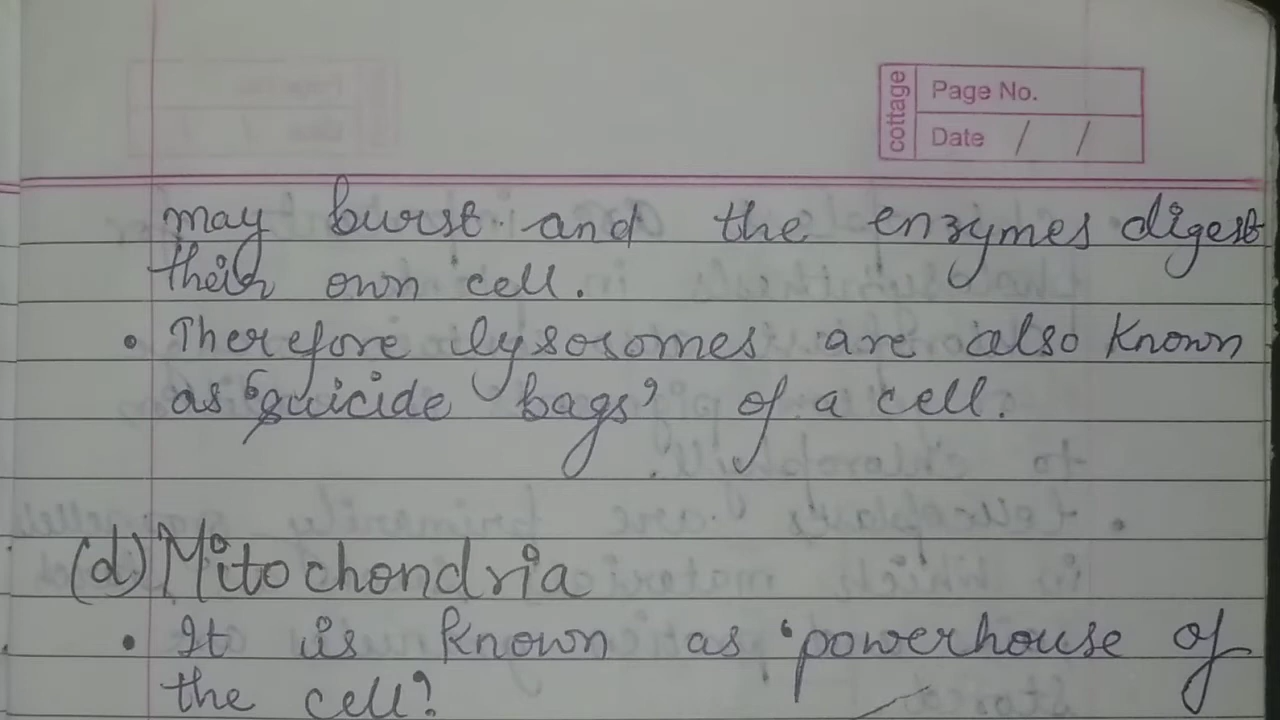 cottage
Page No.
Date / /
may burst and the enzymes digest
their own cell.
• Therefore lysosomes are also known
as 'suicide bags' of a cell.
(d) Mitochondria
• It is known as 'powerhouse of
the cell'.